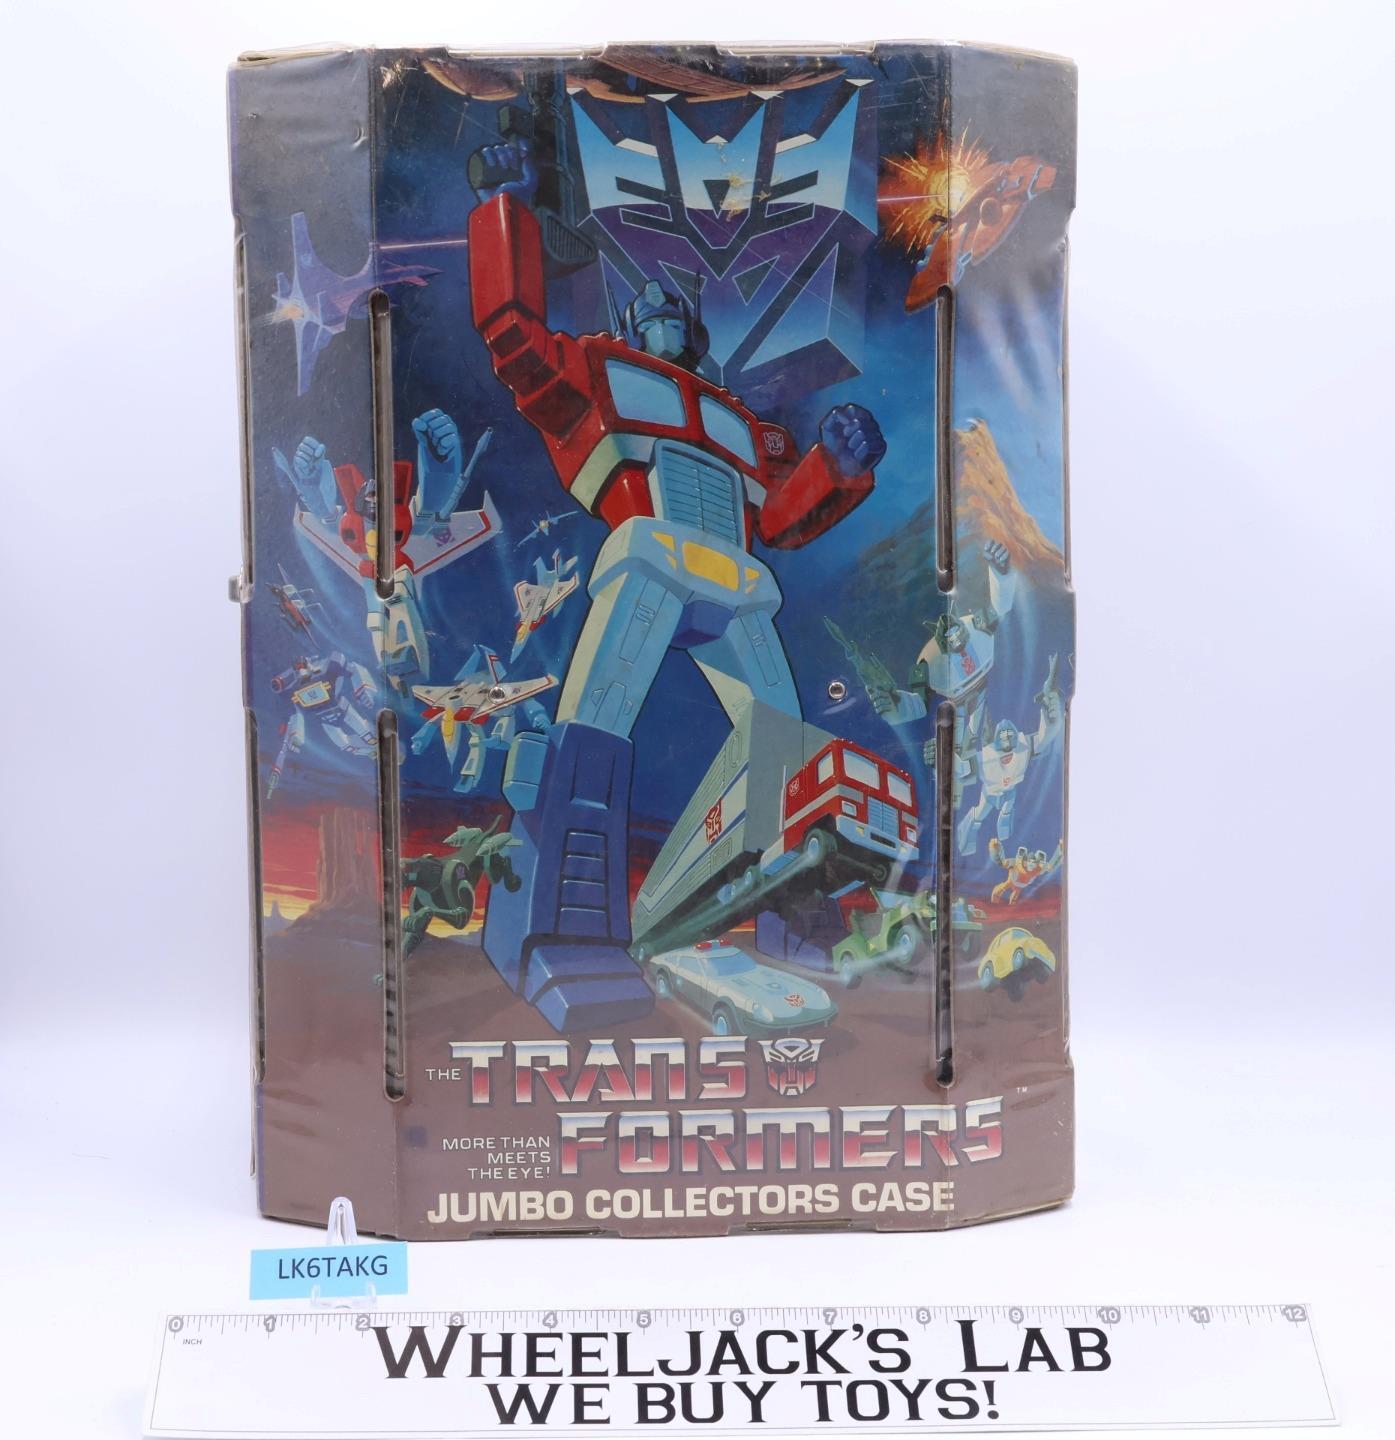 THE TRANS
FORMERS
TM
MORE THAN
MEETS
THE EYE!
JUMBO COLLECTORS CASE
LK6TAKG
0 1 2 3 4 5 6 7 8 9 10 11 12
INCH
WHEELJACK'S LAB
WE BUY TOYS!